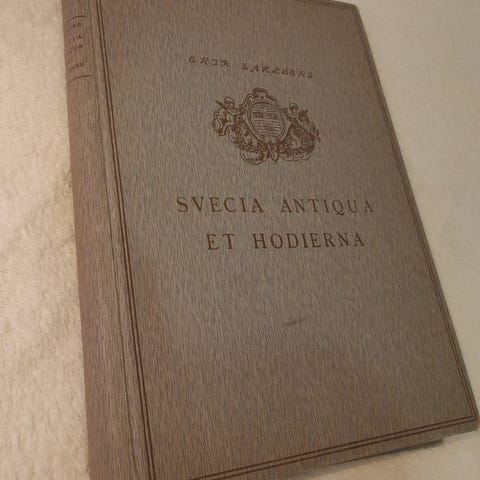 ERIK DAHLBERG
SVECIA ANTIQUA
ET HODIERNA